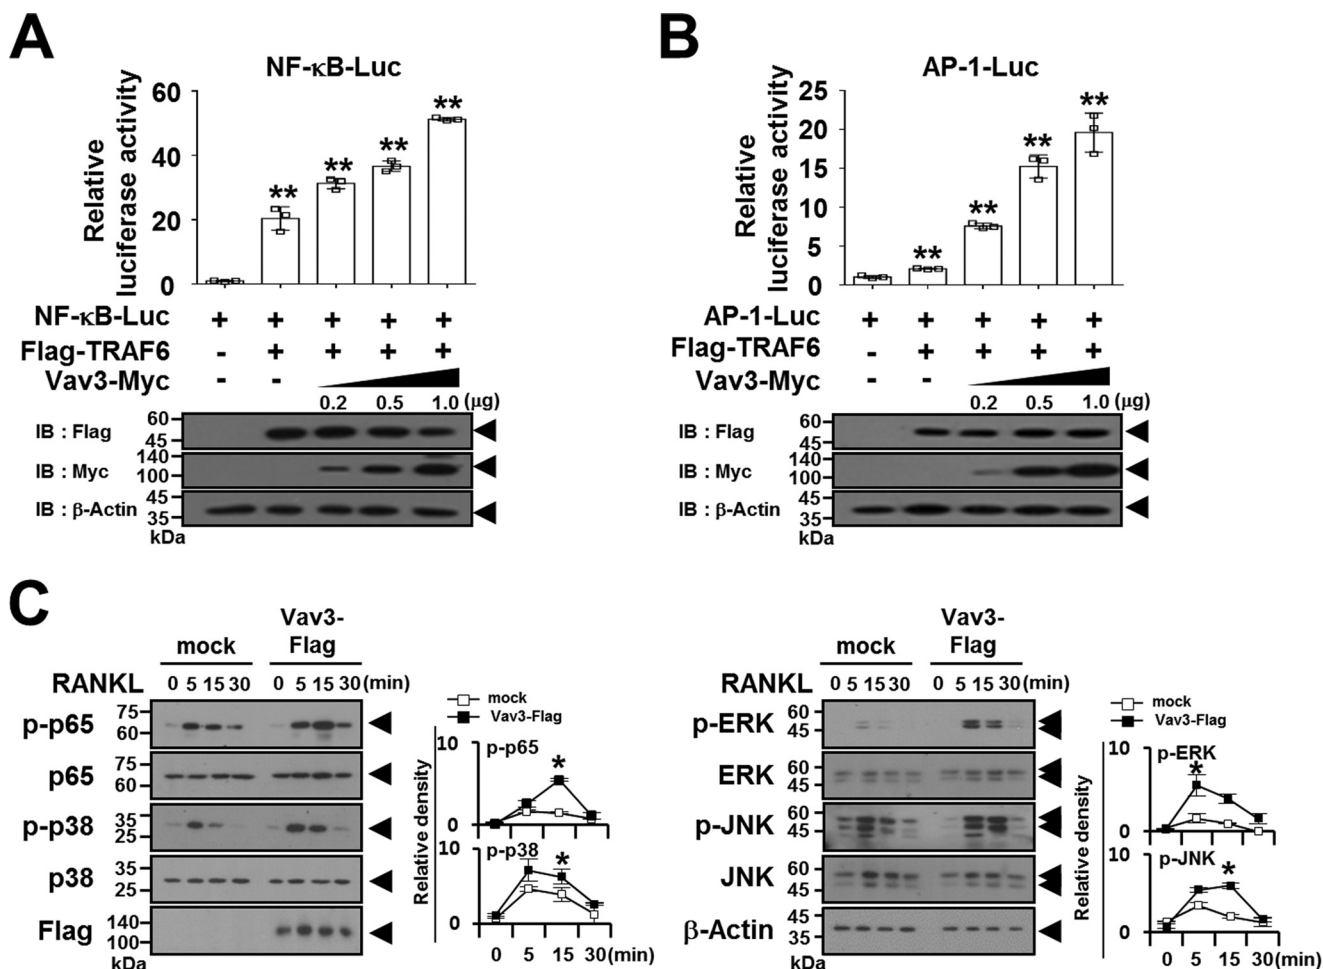 A
NF-κB-Luc
Relative
luciferase activity
60
40
20
0
** ** ** **
NF-κB-Luc + + + + +
Flag-TRAF6 - + + + +
Vav3-Myc - -
0.2 0.5 1.0 (μg)
IB : Flag 60 45
IB : Myc 140 100
IB : β-Actin 45 35
kDa
B
AP-1-Luc
Relative
luciferase activity
25
20
15
10
5
0
** ** ** **
AP-1-Luc + + + + +
Flag-TRAF6 - + + + +
Vav3-Myc - -
0.2 0.5 1.0 (μg)
IB : Flag 60 45
IB : Myc 140 100
IB : β-Actin 45 35
kDa
C
Vav3-
mock Flag
RANKL 0 5 15 30 0 5 15 30 (min)
p-p65 75 60
p65 75 60
p-p38 35 25
p38 35 25
Flag 140 100
kDa
mock
Vav3-Flag
Relative density
10
p-p65
*
0
10
p-p38
*
0
0 5 15 30 (min)
Vav3-
mock Flag
RANKL 0 5 15 30 0 5 15 30 (min)
p-ERK 60 45
ERK 60 45
p-JNK 60 45
JNK 60 45
β-Actin 45 35
kDa
mock
Vav3-Flag
Relative density
10
p-ERK
*
0
10
p-JNK
*
0
0 5 15 30 (min)